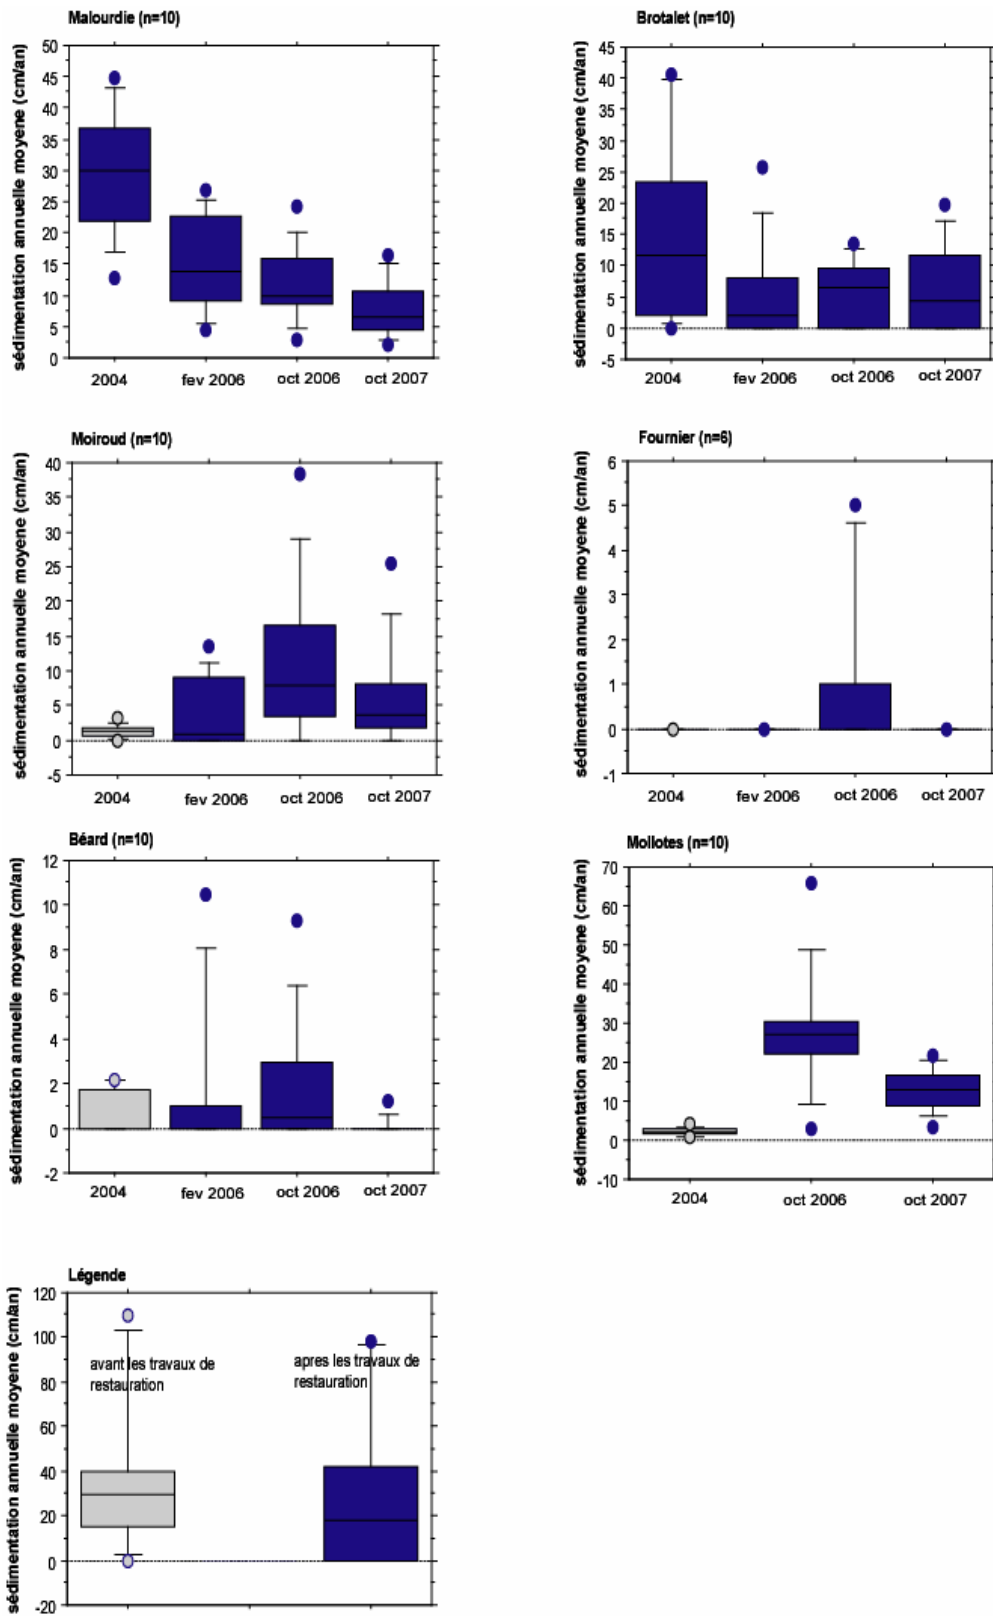 Malourdie (n=10)
sédimentation annuelle moyene (cm/an)
50
45
40
35
30
25
20
15
10
5
0
2004
fev 2006
oct 2006
oct 2007
Brotalet (n=10)
sédimentation annuelle moyene (cm/an)
45
40
35
30
25
20
15
10
5
0
-5
2004
fev 2006
oct 2006
oct 2007
Moiroud (n=10)
sédimentation annuelle moyene (cm/an)
40
35
30
25
20
15
10
5
0
-5
2004
fev 2006
oct 2006
oct 2007
Fournier (n=6)
sédimentation annuelle moyene (cm/an)
6
5
4
3
2
1
0
-1
2004
fev 2006
oct 2006
oct 2007
Béard (n=10)
sédimentation annuelle moyene (cm/an)
12
10
8
6
4
2
0
-2
2004
fev 2006
oct 2006
oct 2007
Mollotes (n=10)
sédimentation annuelle moyene (cm/an)
70
60
50
40
30
20
10
0
-10
2004
oct 2006
oct 2007
Légende
sédimentation annuelle moyene (cm/an)
120
100
80
60
40
20
0
-20
avant les travaux de
restauration
apres les travaux de
restauration